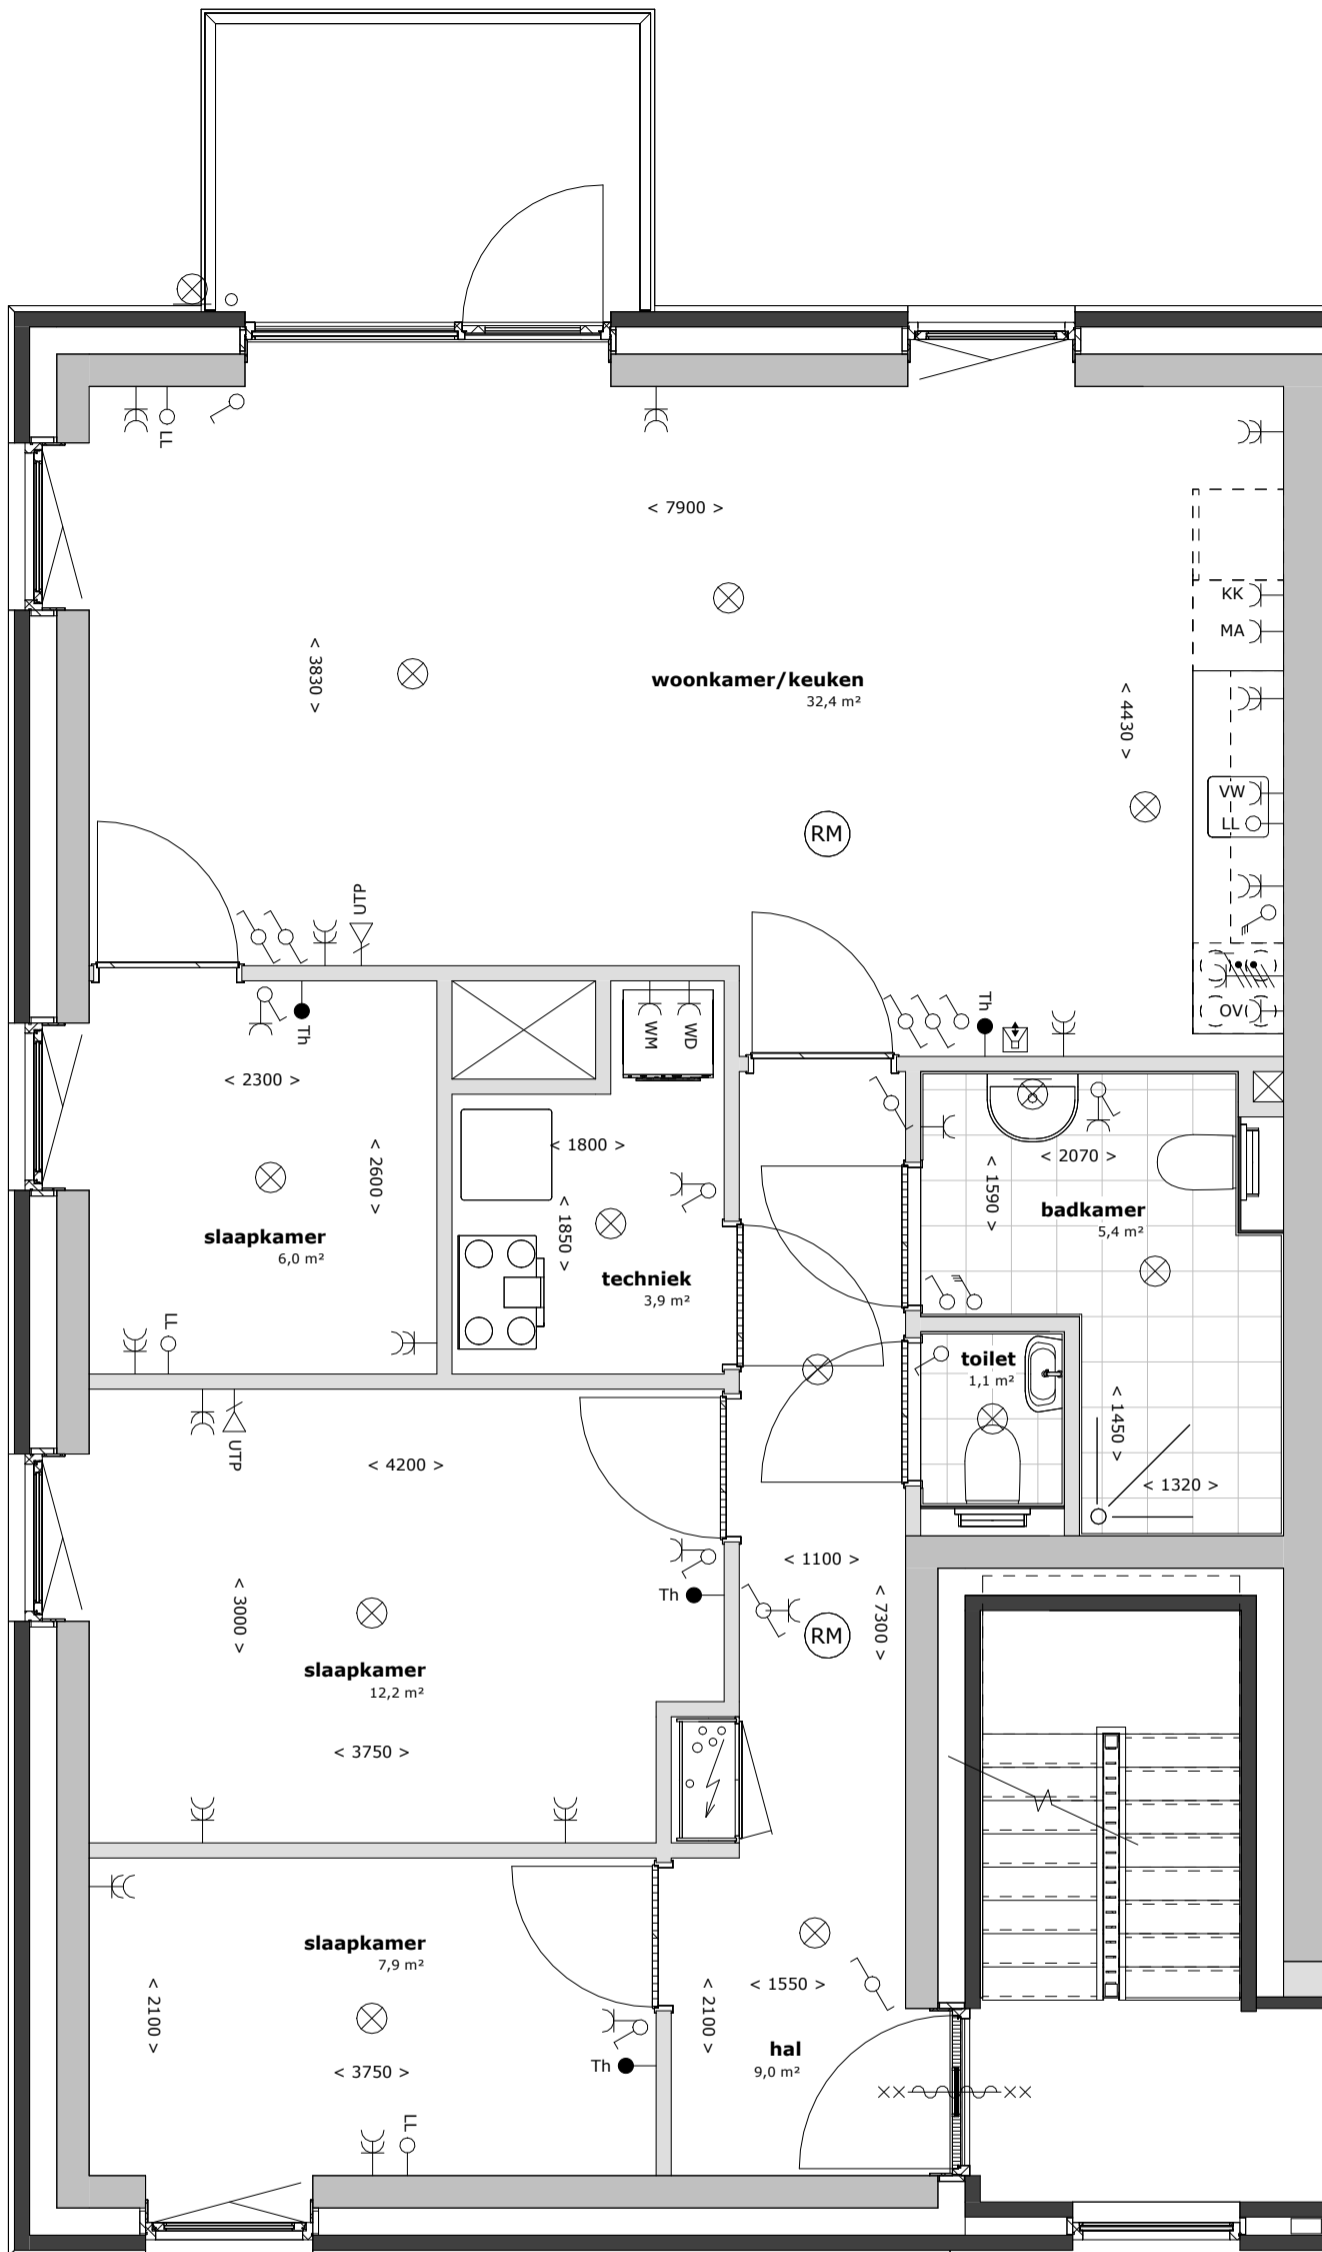 LL
< 7900 >
KK
MA
< 3830 >
woonkamer/keuken
32,4 m²
< 4430 >
VW
LL
RM
UTP
OV
Th
Th
WM
WD
< 2300 >
< 2600 >
slaapkamer
6,0 m²
LL
< 1800 >
< 1850 >
techniek
3,9 m²
< 2070 >
< 1590 >
badkamer
5,4 m²
toilet
1,1 m²
< 1450 >
< 1320 >
UTP
< 4200 >
Th
< 3000 >
slaapkamer
12,2 m²
< 3750 >
< 1100 >
< 7300 >
RM
slaapkamer
7,9 m²
< 2100 >
< 3750 >
LL
Th
< 2100 >
< 1550 >
hal
9,0 m²
××
××